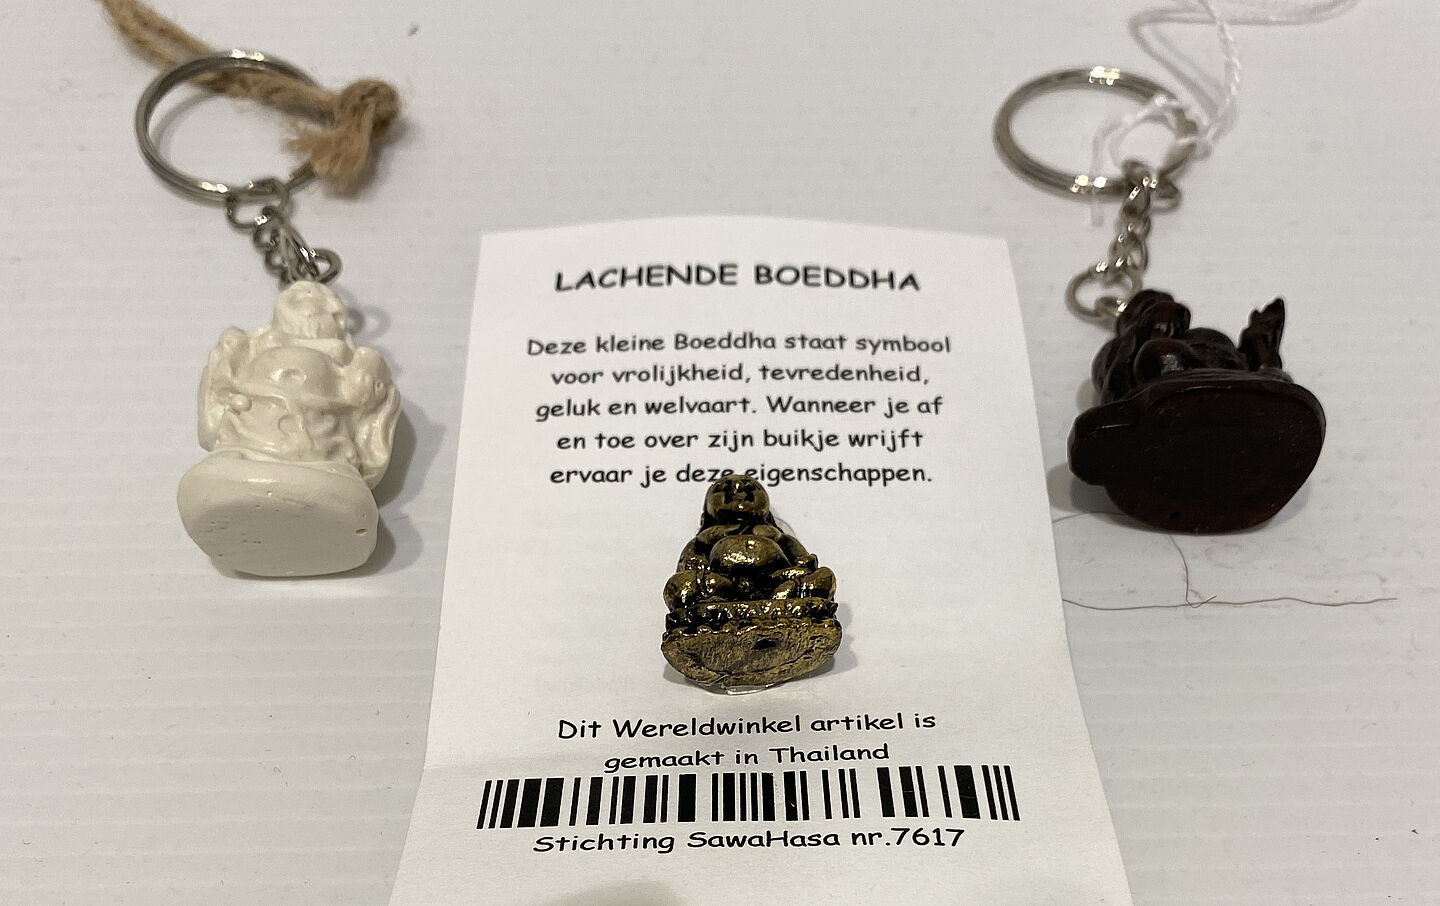 LACHENDE BOEDDHA
Deze kleine Boeddha staat symbool
voor vrolijkheid, tevredenheid,
geluk en welvaart. Wanneer je af
en toe over zijn buikje wrijft
ervaar je deze eigenschappen.
Dit Wereldwinkel artikel is
gemaakt in Thailand
Stichting SawaHasa nr.7617